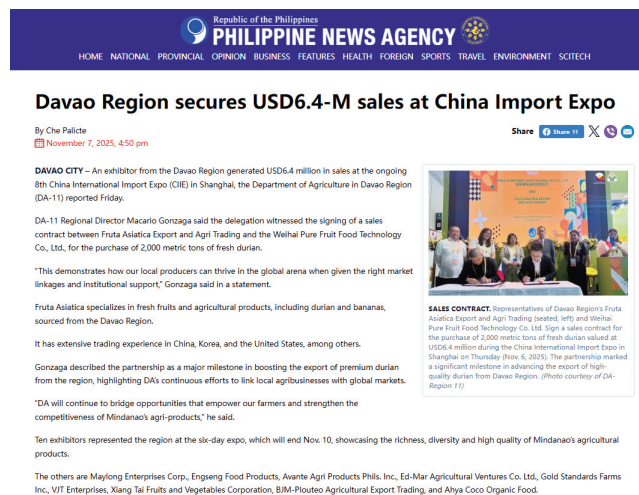 Republic of the Philippines
PHILIPPINE NEWS AGENCY
HOME NATIONAL PROVINCIAL OPINION BUSINESS FEATURES HEALTH FOREIGN SPORTS TRAVEL ENVIRONMENT SCITECH
Davao Region secures USD6.4-M sales at China Import Expo
By Che Palicte
November 7, 2025, 4:50 pm
Share
Share 11
DAVAO CITY – An exhibitor from the Davao Region generated USD6.4 million in sales at the ongoing
8th China International Import Expo (CIIE) in Shanghai, the Department of Agriculture in Davao Region
(DA-11) reported Friday.
DA-11 Regional Director Macario Gonzaga said the delegation witnessed the signing of a sales
contract between Fruta Asiatica Export and Agri Trading and the Weihai Pure Fruit Food Technology
Co., Ltd., for the purchase of 2,000 metric tons of fresh durian.
"This demonstrates how our local producers can thrive in the global arena when given the right market
linkages and institutional support," Gonzaga said in a statement.
Fruta Asiatica specializes in fresh fruits and agricultural products, including durian and bananas,
sourced from the Davao Region.
It has extensive trading experience in China, Korea, and the United States, among others.
Gonzaga described the partnership as a major milestone in boosting the export of premium durian
from the region, highlighting DA's continuous efforts to link local agribusinesses with global markets.
"DA will continue to bridge opportunities that empower our farmers and strengthen the
competitiveness of Mindanao's agri-products," he said.
SALES CONTRACT. Representatives of Davao Region's Fruta
Asiatica Export and Agri Trading (seated, left) and Weihai
Pure Fruit Food Technology Co. Ltd. Sign a sales contract for
the purchase of 2,000 metric tons of fresh durian valued at
USD6.4 million during the China International Import Expo in
Shanghai on Thursday (Nov. 6, 2025). The partnership marked
a significant milestone in advancing the export of high-
quality durian from Davao Region. (Photo courtesy of DA-
Region 11)
Ten exhibitors represented the region at the six-day expo, which will end Nov. 10, showcasing the richness, diversity and high quality of Mindanao's agricultural
products.
The others are Maylong Enterprises Corp., Engseng Food Products, Avante Agri Products Phils. Inc., Ed-Mar Agricultural Ventures Co. Ltd., Gold Standards Farms
Inc., VJT Enterprises, Xiang Tai Fruits and Vegetables Corporation, BJM-Plouteo Agricultural Export Trading, and Ahya Coco Organic Food.